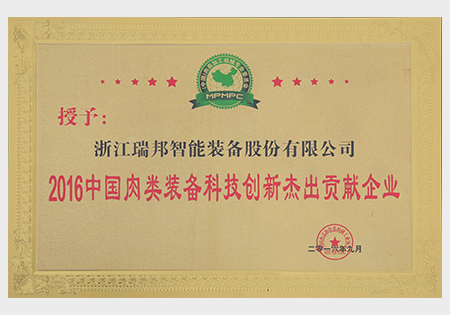 MPMPC
授予：
浙江瑞邦智能装备股份有限公司
2016中国肉类装备科技创新杰出贡献企业
二零一六年九月